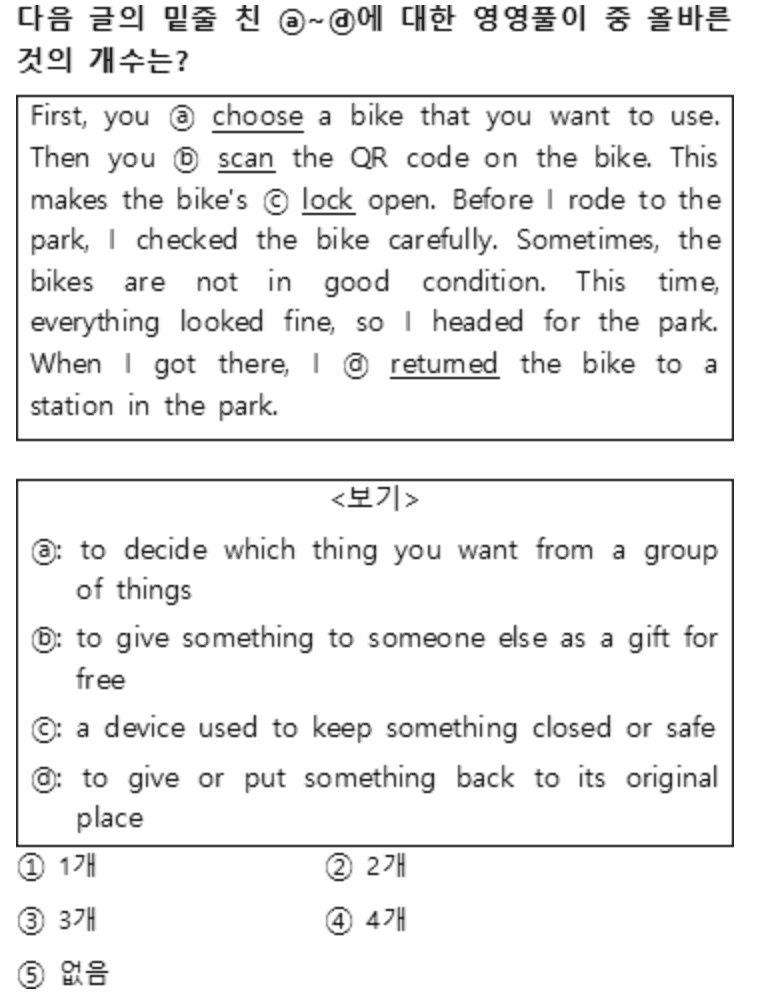 다음 글의 밑줄 친 ⓐ~ⓓ에 대한 영영풀이 중 올바른
것의 개수는?
First, you ⓐ choose a bike that you want to use.
Then you ⓑ scan the QR code on the bike. This
makes the bike's ⓒ lock open. Before I rode to the
park, I checked the bike carefully. Sometimes, the
bikes are not in good condition. This time,
everything looked fine, so I headed for the park.
When I got there, I ⓓ returned the bike to a
station in the park.
<보기>
ⓐ: to decide which thing you want from a group
of things
ⓑ: to give something to someone else as a gift for
free
ⓒ: a device used to keep something closed or safe
ⓓ: to give or put something back to its original
place
① 1개 ② 2개
③ 3개 ④ 4개
⑤ 없음